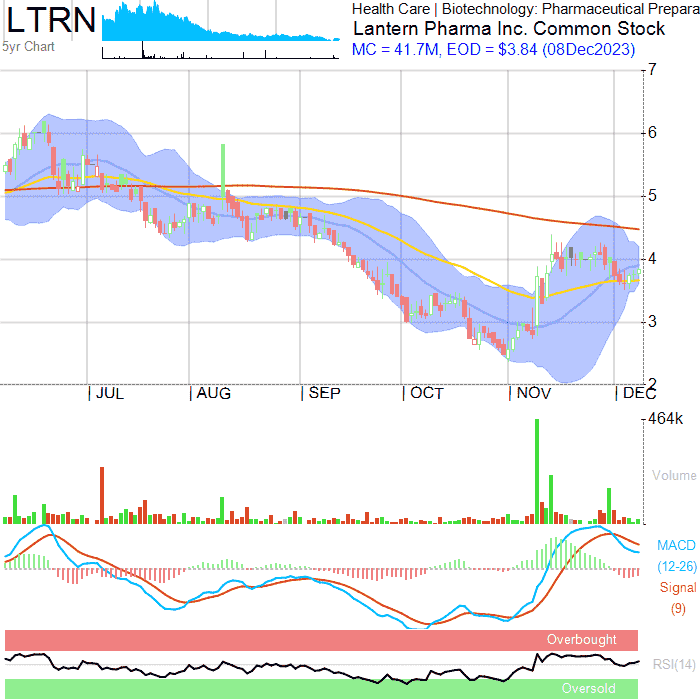 LTRN
5yr Chart
Health Care | Biotechnology: Pharmaceutical Prepara
Lantern Pharma Inc. Common Stock
MC = 41.7M, EOD = $3.84 (08Dec2023)
7
6
5
4
3
2
| JUL | AUG | SEP | OCT | NOV | DEC
464k
Volume
MACD
(12-26)
Signal
(9)
Overbought
RSI(14)
Oversold